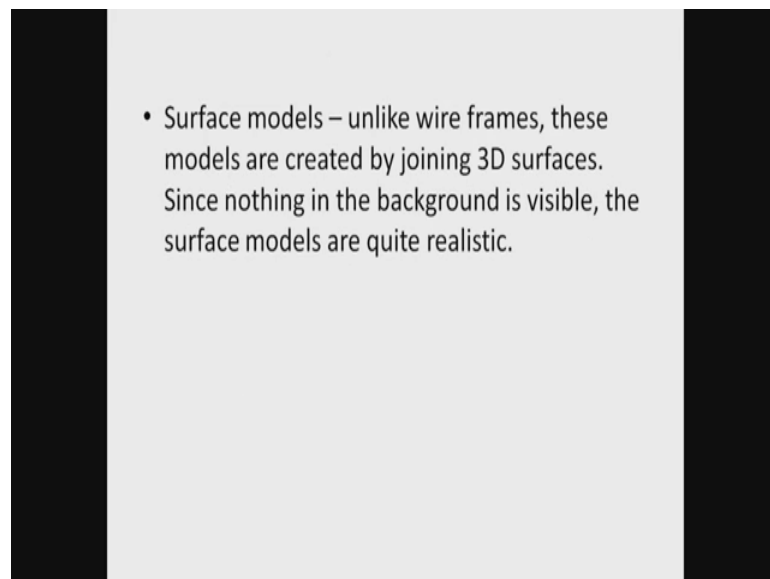 • Surface models – unlike wire frames, these
models are created by joining 3D surfaces.
Since nothing in the background is visible, the
surface models are quite realistic.